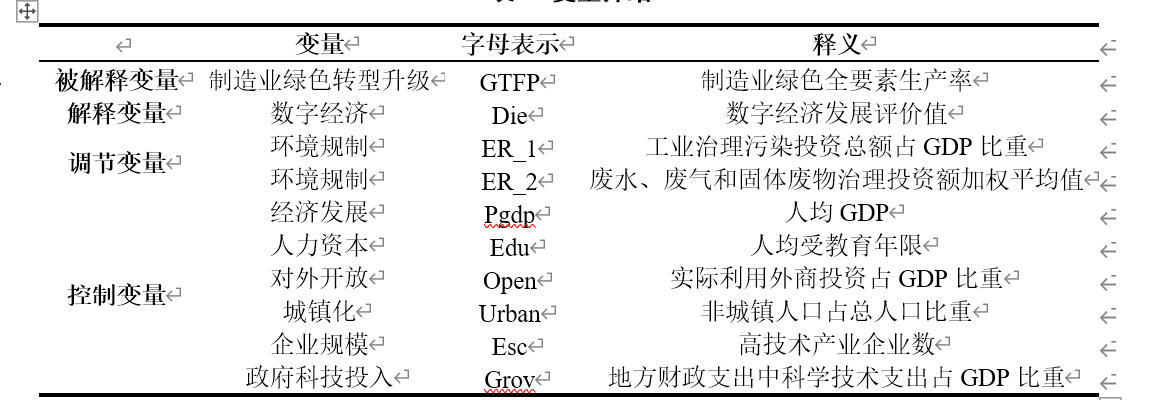 变量 字母表示 释义
被解释变量 制造业绿色转型升级 GTFP 制造业绿色全要素生产率
解释变量 数字经济 Die 数字经济发展评价值
调节变量 环境规制 ER_1 工业治理污染投资总额占 GDP 比重
环境规制 ER_2 废水、废气和固体废物治理投资额加权平均值
控制变量 经济发展 Pgdp 人均 GDP
人力资本 Edu 人均受教育年限
对外开放 Open 实际利用外商投资占 GDP 比重
城镇化 Urban 非城镇人口占总人口比重
企业规模 Esc 高技术产业企业数
政府科技投入 Grov 地方财政支出中科学技术支出占 GDP 比重